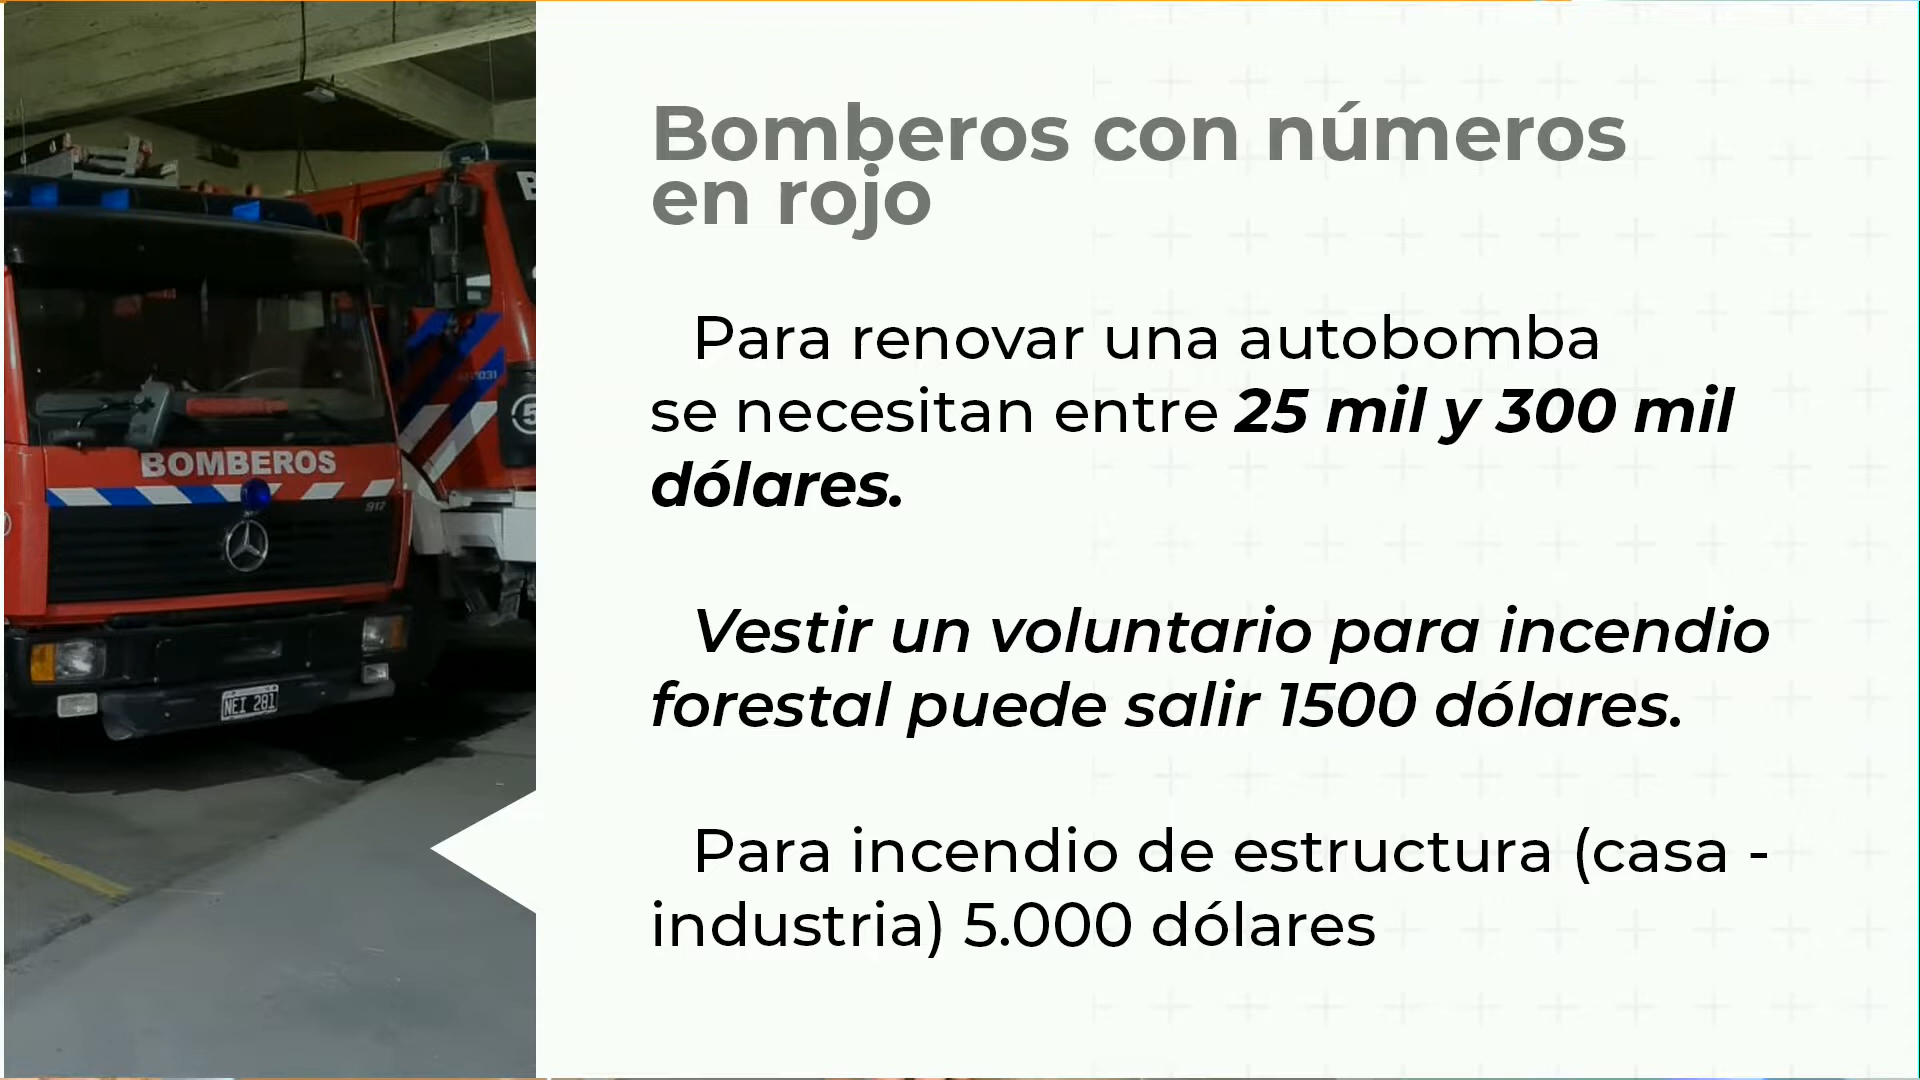 Bomberos con números
en rojo
Para renovar una autobomba
se necesitan entre 25 mil y 300 mil
dólares.
Vestir un voluntario para incendio
forestal puede salir 1500 dólares.
Para incendio de estructura (casa -
industria) 5.000 dólares
BOMBEROS
917
NEI 281
5